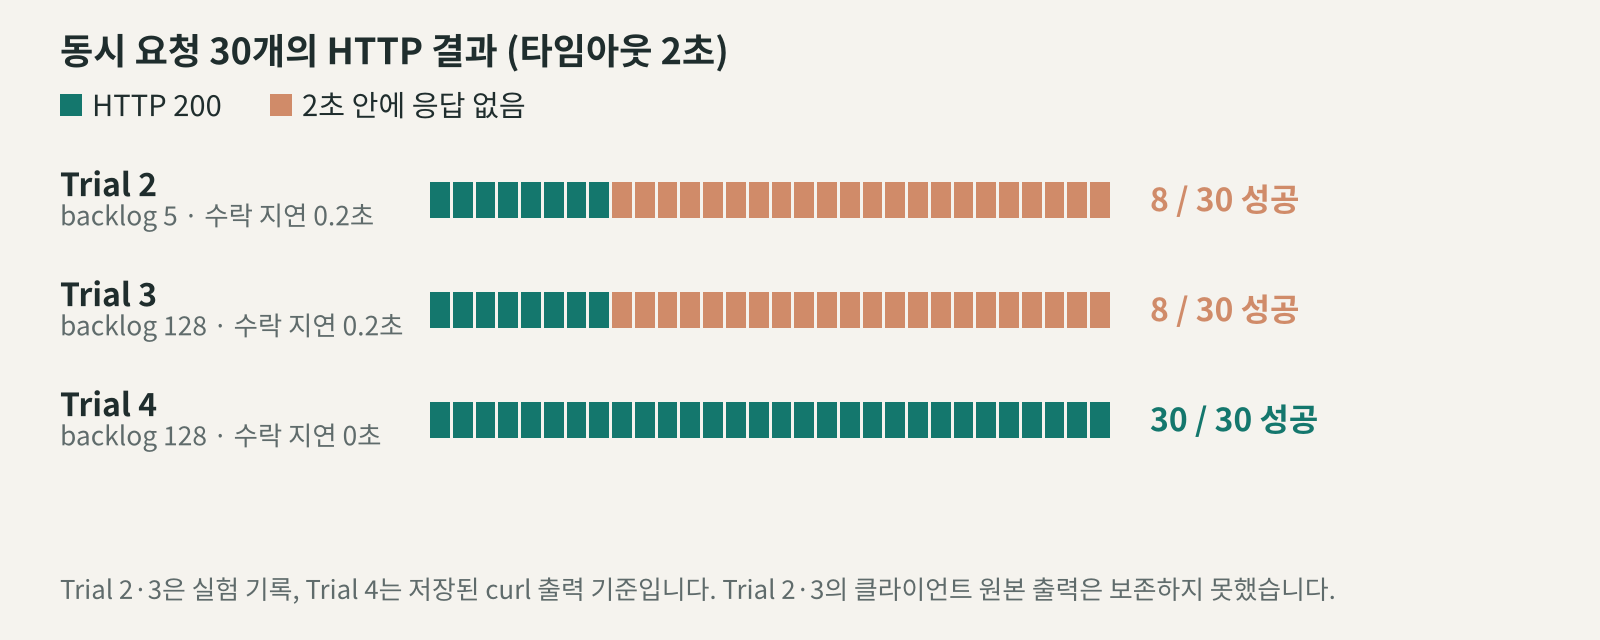 동시 요청 30개의 HTTP 결과 (타임아웃 2초)
HTTP 200 2초 안에 응답 없음
Trial 2
backlog 5 · 수락 지연 0.2초
8 / 30 성공
Trial 3
backlog 128 · 수락 지연 0.2초
8 / 30 성공
Trial 4
backlog 128 · 수락 지연 0초
30 / 30 성공
Trial 2·3은 실험 기록, Trial 4는 저장된 curl 출력 기준입니다. Trial 2·3의 클라이언트 원본 출력은 보존하지 못했습니다.